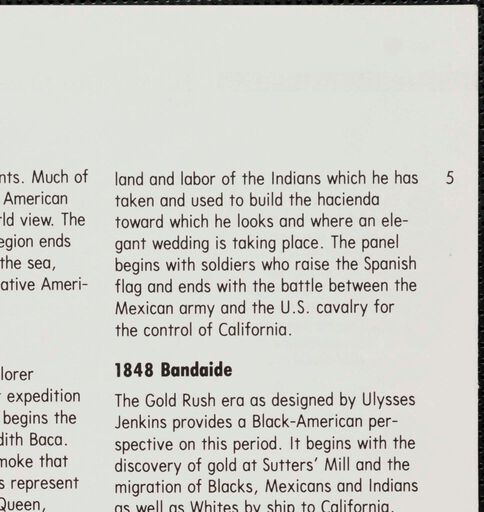 nts. Much of
American
rld view. The
egion ends
the sea,
ative Ameri-
lorer
expedition
begins the
dith Baca.
moke that
s represent
Queen,
land and labor of the Indians which he has
taken and used to build the hacienda
toward which he looks and where an ele-
gant wedding is taking place. The panel
begins with soldiers who raise the Spanish
flag and ends with the battle between the
Mexican army and the U.S. cavalry for
the control of California.
1848 Bandaide
The Gold Rush era as designed by Ulysses
Jenkins provides a Black-American per-
spective on this period. It begins with the
discovery of gold at Sutters' Mill and the
migration of Blacks, Mexicans and Indians
as well as Whites by ship to California.
5